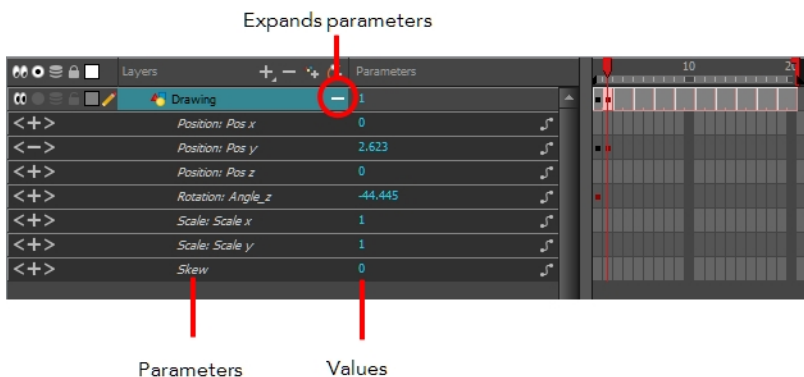 Expands parameters
Layers Parameters 10
Drawing 1
<+> Position: Pos x 0
<-> Position: Pos y 2.623
<+> Position: Pos z 0
<+> Rotation: Angle_z -44.445
<+> Scale: Scale x 1
<+> Scale: Scale y 1
<+> Skew 0
Parameters Values